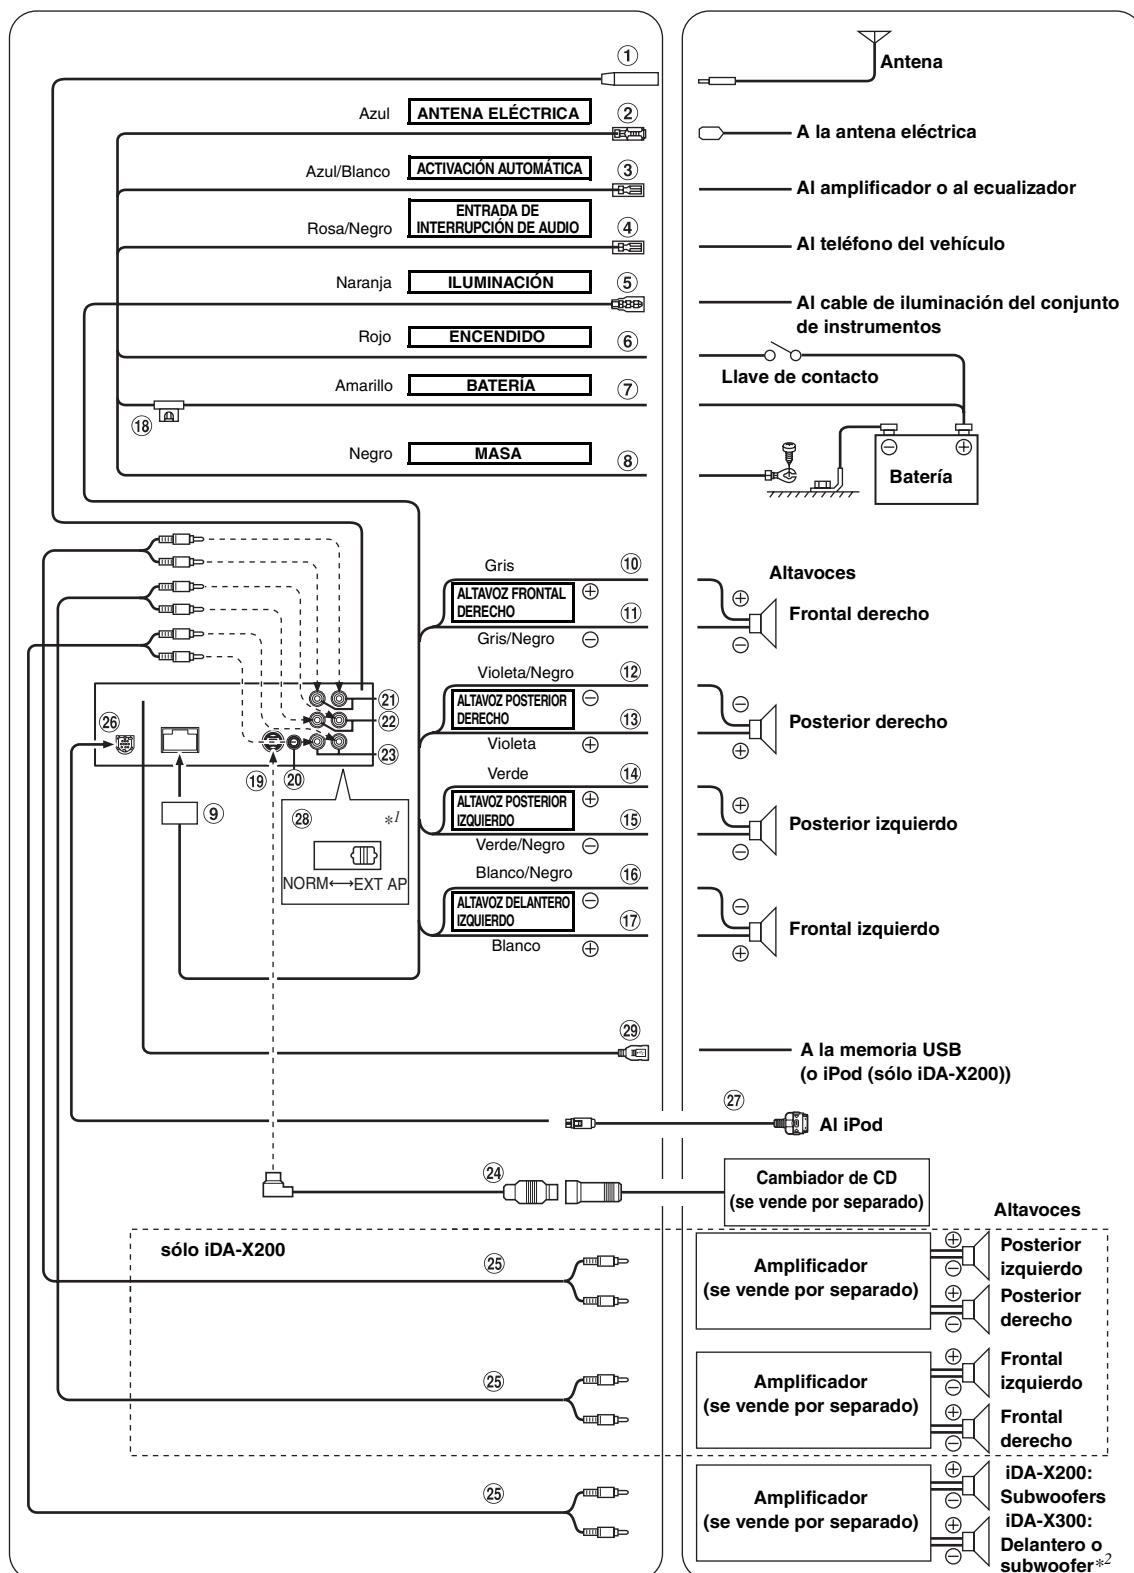 ①
Antena
Azul ANTENA ELÉCTRICA ②
A la antena eléctrica
Azul/Blanco ACTIVACIÓN AUTOMÁTICA ③
Al amplificador o al ecualizador
Rosa/Negro ENTRADA DE
INTERRUPCIÓN DE AUDIO ④
Al teléfono del vehículo
Naranja ILUMINACIÓN ⑤
Al cable de iluminación del conjunto
de instrumentos
Rojo ENCENDIDO ⑥
Llave de contacto
Amarillo BATERÍA ⑦
⑱
Negro MASA ⑧
⊖ ⊕
Batería
Gris ⑩
ALTAVOZ FRONTAL
DERECHO
⊕
⑪
Gris/Negro ⊖
Altavoces
⊕
Frontal derecho
⊖
Violeta/Negro ⑫
ALTAVOZ POSTERIOR
DERECHO
⊖
⑬
Violeta ⊕
⊖
Posterior derecho
⊕
㉑
㉒
㉓
㉖
⑲ ⑳
⑨
㉘ *1
NORM↔EXT AP
Verde ⑭
ALTAVOZ POSTERIOR
IZQUIERDO
⊕
⑮
Verde/Negro ⊖
⊕
Posterior izquierdo
⊖
Blanco/Negro ⑯
ALTAVOZ DELANTERO
IZQUIERDO
⊖
⑰
Blanco ⊕
⊖
Frontal izquierdo
⊕
㉙
A la memoria USB
(o iPod (sólo iDA-X200))
㉗
Al iPod
㉔
Cambiador de CD
(se vende por separado)
Altavoces
sólo iDA-X200
㉕
Amplificador
(se vende por separado)
⊕
⊖
Posterior
izquierdo
⊕
⊖
Posterior
derecho
㉕
Amplificador
(se vende por separado)
⊕
⊖
Frontal
izquierdo
⊕
⊖
Frontal
derecho
㉕
Amplificador
(se vende por separado)
⊕
⊖
iDA-X200:
Subwoofers
⊕
⊖
iDA-X300:
Delantero o
subwoofer*2